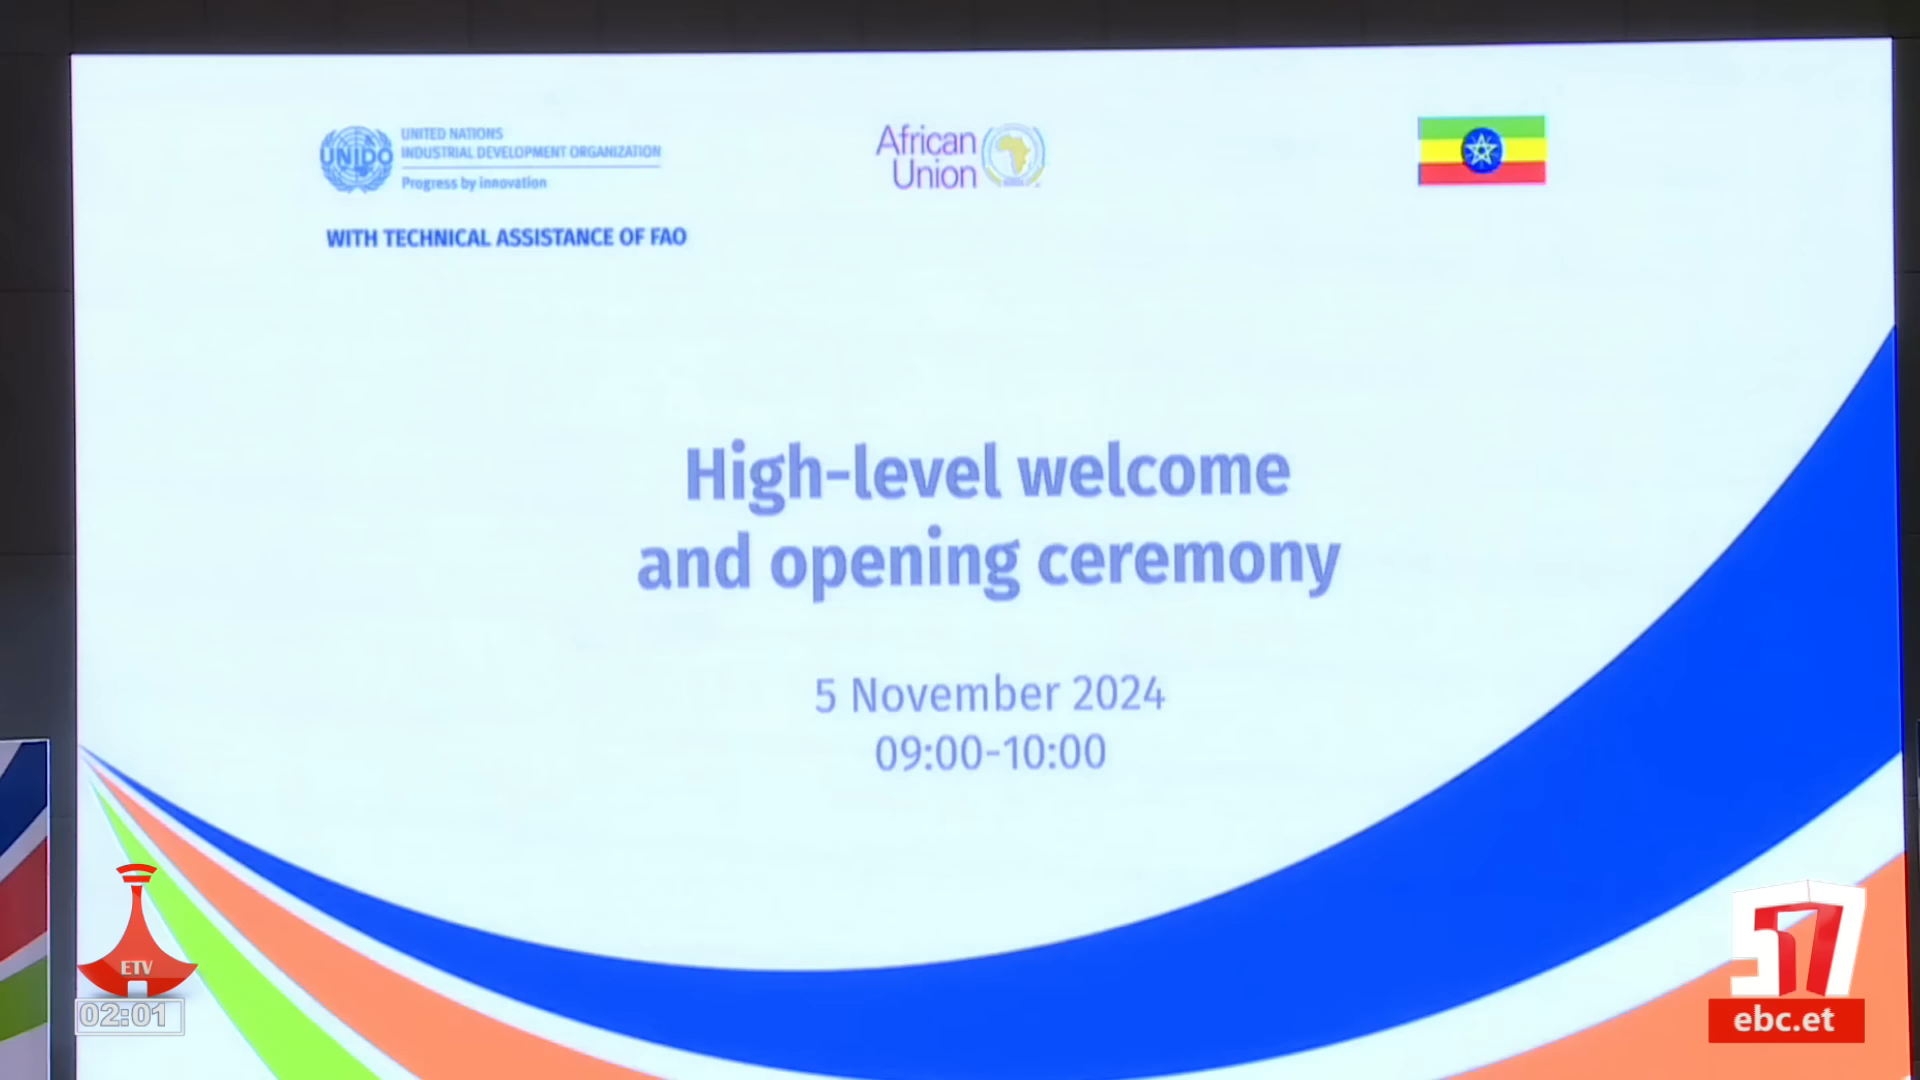 UNIDO
UNITED NATIONS
INDUSTRIAL DEVELOPMENT ORGANIZATION
Progress by innovation
WITH TECHNICAL ASSISTANCE OF FAO
African
Union
High-level welcome
and opening ceremony
5 November 2024
09:00-10:00
ETV
02:01
57
ebc.et